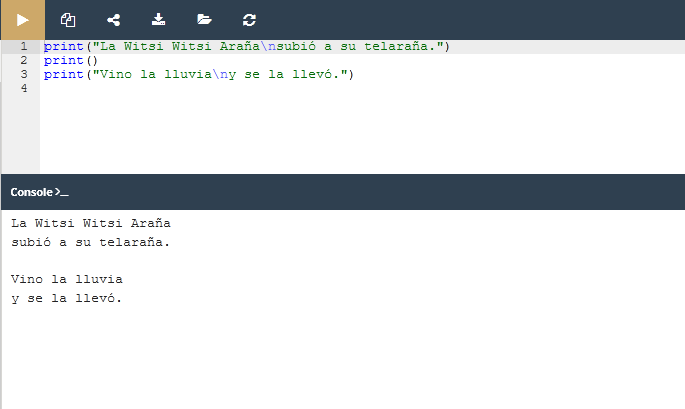 1 print("La Witsi Witsi Araña\nsubió a su telaraña.")
2 print()
3 print("Vino la lluvia\ny se la llevó.")
4
Console >_
La Witsi Witsi Araña
subió a su telaraña.

Vino la lluvia
y se la llevó.